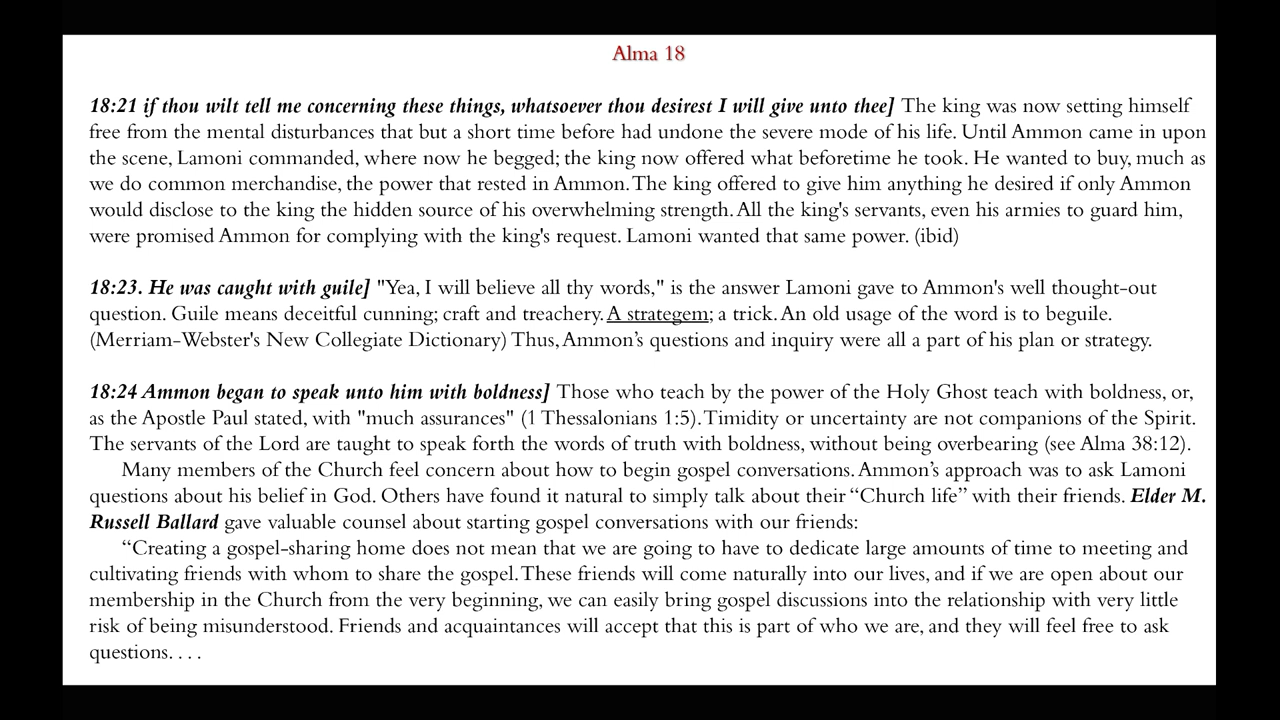 Alma 18
18:21 if thou wilt tell me concerning these things, whatsoever thou desirest I will give unto thee] The king was now setting himself
free from the mental disturbances that but a short time before had undone the severe mode of his life. Until Ammon came in upon
the scene, Lamoni commanded, where now he begged; the king now offered what beforetime he took. He wanted to buy, much as
we do common merchandise, the power that rested in Ammon. The king offered to give him anything he desired if only Ammon
would disclose to the king the hidden source of his overwhelming strength. All the king's servants, even his armies to guard him,
were promised Ammon for complying with the king's request. Lamoni wanted that same power. (ibid)
18:23. He was caught with guile] "Yea, I will believe all thy words," is the answer Lamoni gave to Ammon's well thought-out
question. Guile means deceitful cunning; craft and treachery. A strategem; a trick. An old usage of the word is to beguile.
(Merriam-Webster's New Collegiate Dictionary) Thus, Ammon’s questions and inquiry were all a part of his plan or strategy.
18:24 Ammon began to speak unto him with boldness] Those who teach by the power of the Holy Ghost teach with boldness, or,
as the Apostle Paul stated, with "much assurances" (1 Thessalonians 1:5). Timidity or uncertainty are not companions of the Spirit.
The servants of the Lord are taught to speak forth the words of truth with boldness, without being overbearing (see Alma 38:12).
Many members of the Church feel concern about how to begin gospel conversations. Ammon’s approach was to ask Lamoni
questions about his belief in God. Others have found it natural to simply talk about their “Church life” with their friends. Elder M.
Russell Ballard gave valuable counsel about starting gospel conversations with our friends:
“Creating a gospel-sharing home does not mean that we are going to have to dedicate large amounts of time to meeting and
cultivating friends with whom to share the gospel. These friends will come naturally into our lives, and if we are open about our
membership in the Church from the very beginning, we can easily bring gospel discussions into the relationship with very little
risk of being misunderstood. Friends and acquaintances will accept that this is part of who we are, and they will feel free to ask
questions. . . .